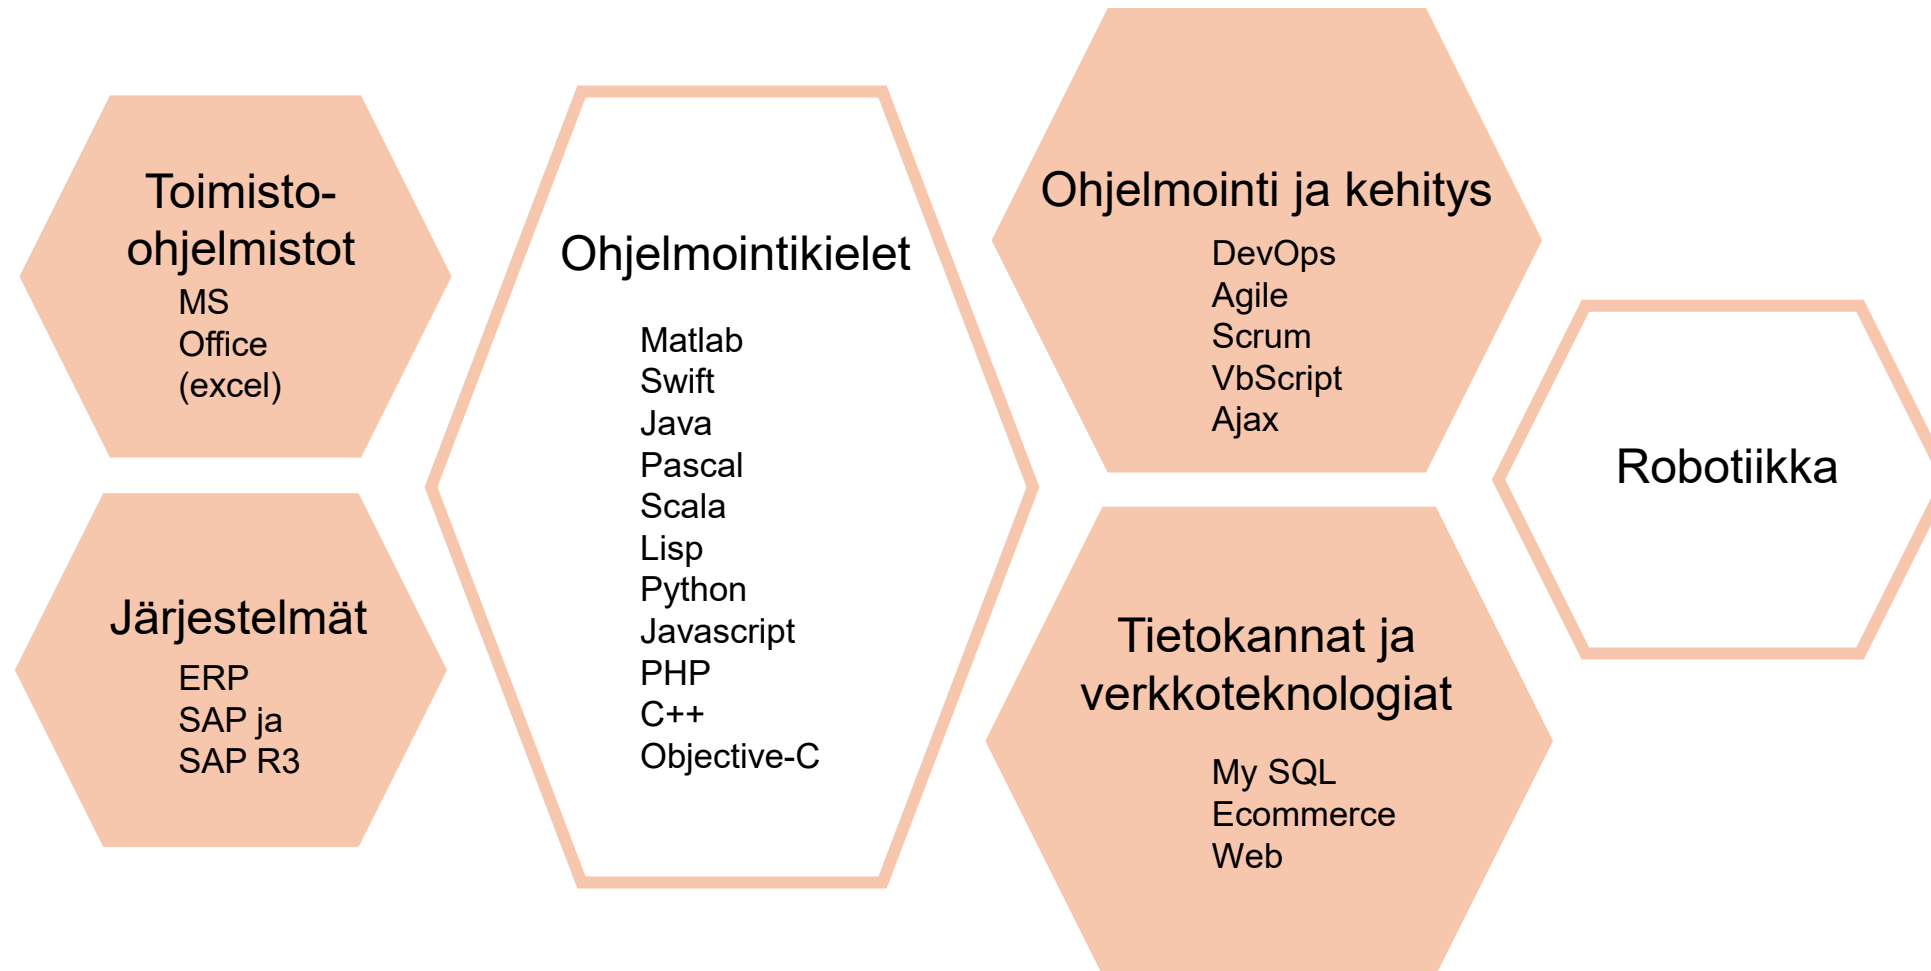 Toimisto-
ohjelmistot
MS
Office
(excel)
Järjestelmät
ERP
SAP ja
SAP R3
Ohjelmointikielet
Matlab
Swift
Java
Pascal
Scala
Lisp
Python
Javascript
PHP
C++
Objective-C
Ohjelmointi ja kehitys
DevOps
Agile
Scrum
VbScript
Ajax
Tietokannat ja
verkkoteknologiat
My SQL
Ecommerce
Web
Robotiikka